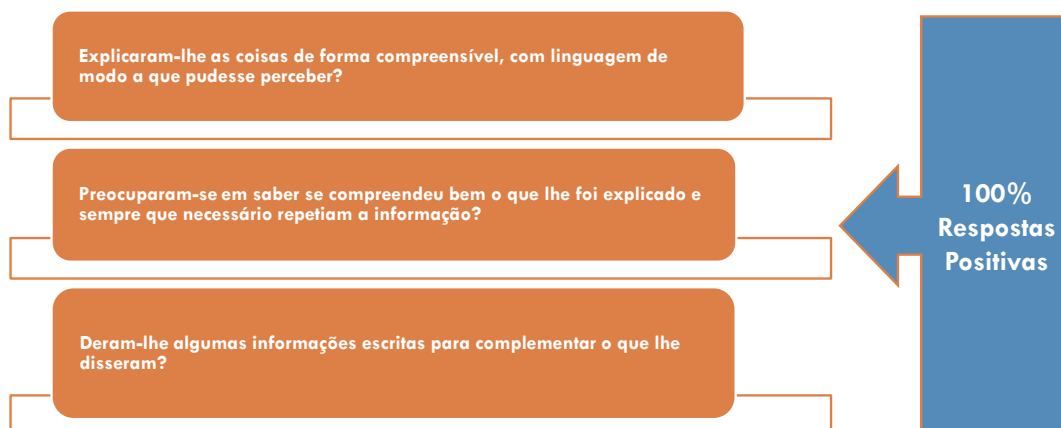 Explicaram-lhe as coisas de forma compreensível, com linguagem de
modo a que pudesse perceber?
Preocuparam-se em saber se compreendeu bem o que lhe foi explicado e
sempre que necessário repetiam a informação?
Deram-lhe algumas informações escritas para complementar o que lhe
disseram?
100%
Respostas
Positivas